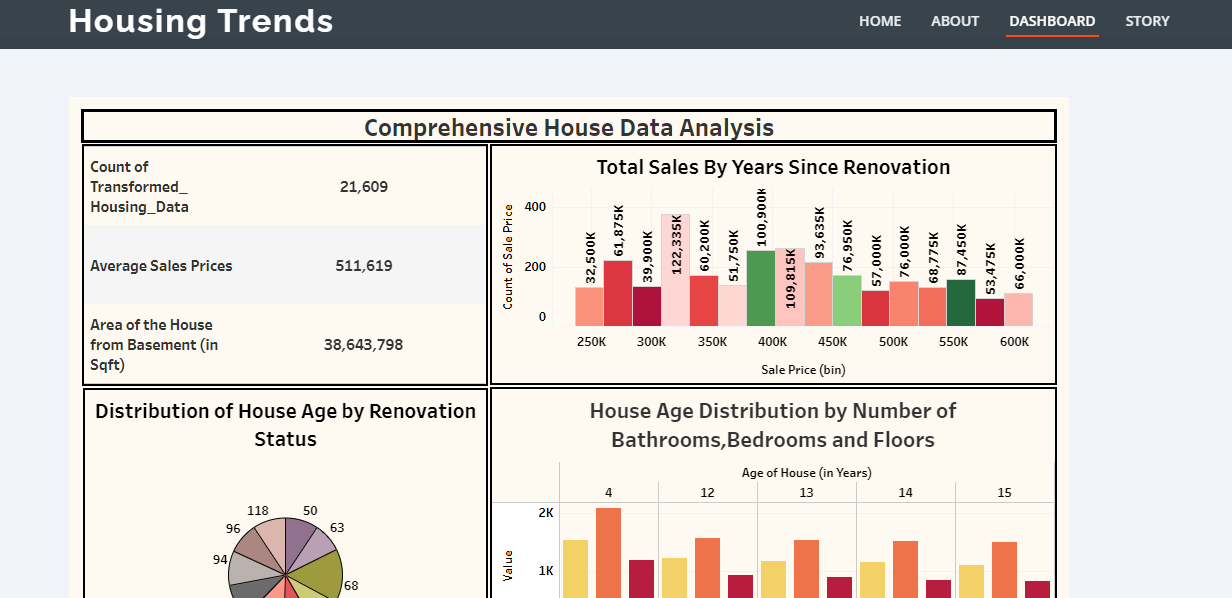 Housing Trends
HOME ABOUT DASHBOARD STORY
Comprehensive House Data Analysis
Count of
Transformed_
Housing_Data
21,609
Average Sales Prices
511,619
Area of the House
from Basement (in
Sqft)
38,643,798
Total Sales By Years Since Renovation
Count of Sale Price
400
200
0
32,500K
61,875K
39,900K
122,335K
60,200K
51,750K
100,900K
109,815K
93,635K
76,950K
57,000K
76,000K
68,775K
87,450K
53,475K
66,000K
250K 300K 350K 400K 450K 500K 550K 600K
Sale Price (bin)
Distribution of House Age by Renovation
Status
118
50
96
63
94
68
House Age Distribution by Number of
Bathrooms,Bedrooms and Floors
Age of House (in Years)
4 12 13 14 15
Value
2K
1K